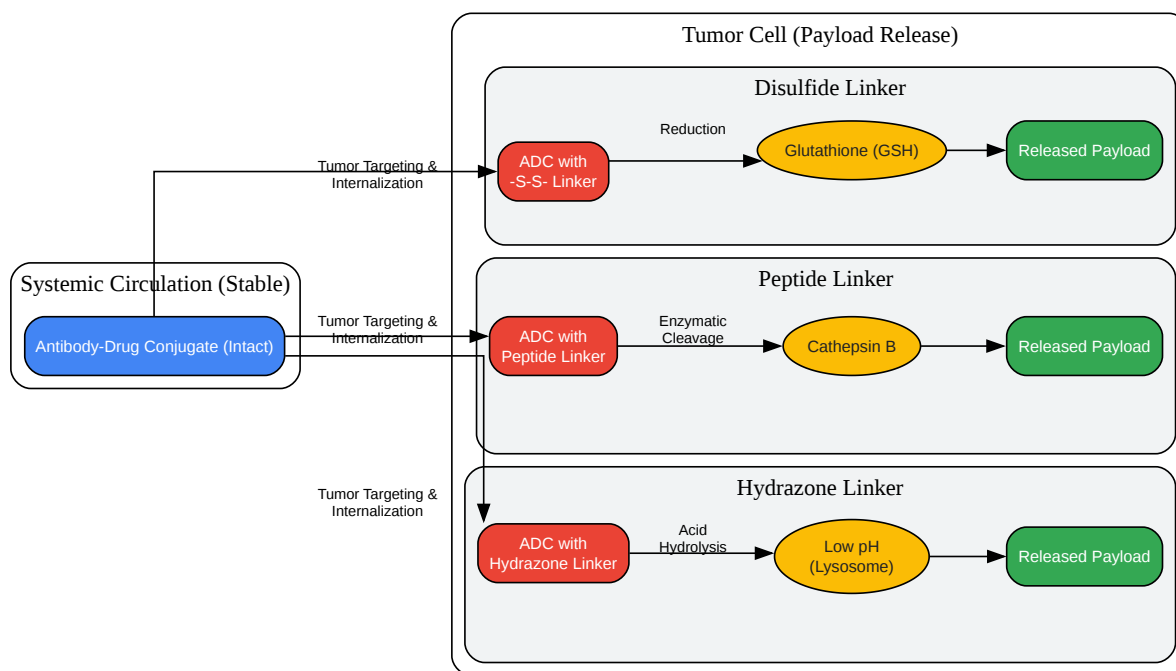 Tumor Cell (Payload Release)
Disulfide Linker
Reduction
Glutathione (GSH)
Released Payload
ADC with
-S-S- Linker
Tumor Targeting &
Internalization
Systemic Circulation (Stable)
Antibody-Drug Conjugate (Intact)
Peptide Linker
Tumor Targeting &
Internalization
ADC with
Peptide Linker
Enzymatic
Cleavage
Cathepsin B
Released Payload
Hydrazone Linker
Tumor Targeting &
Internalization
ADC with
Hydrazone Linker
Acid
Hydrolysis
Low pH
(Lysosome)
Released Payload